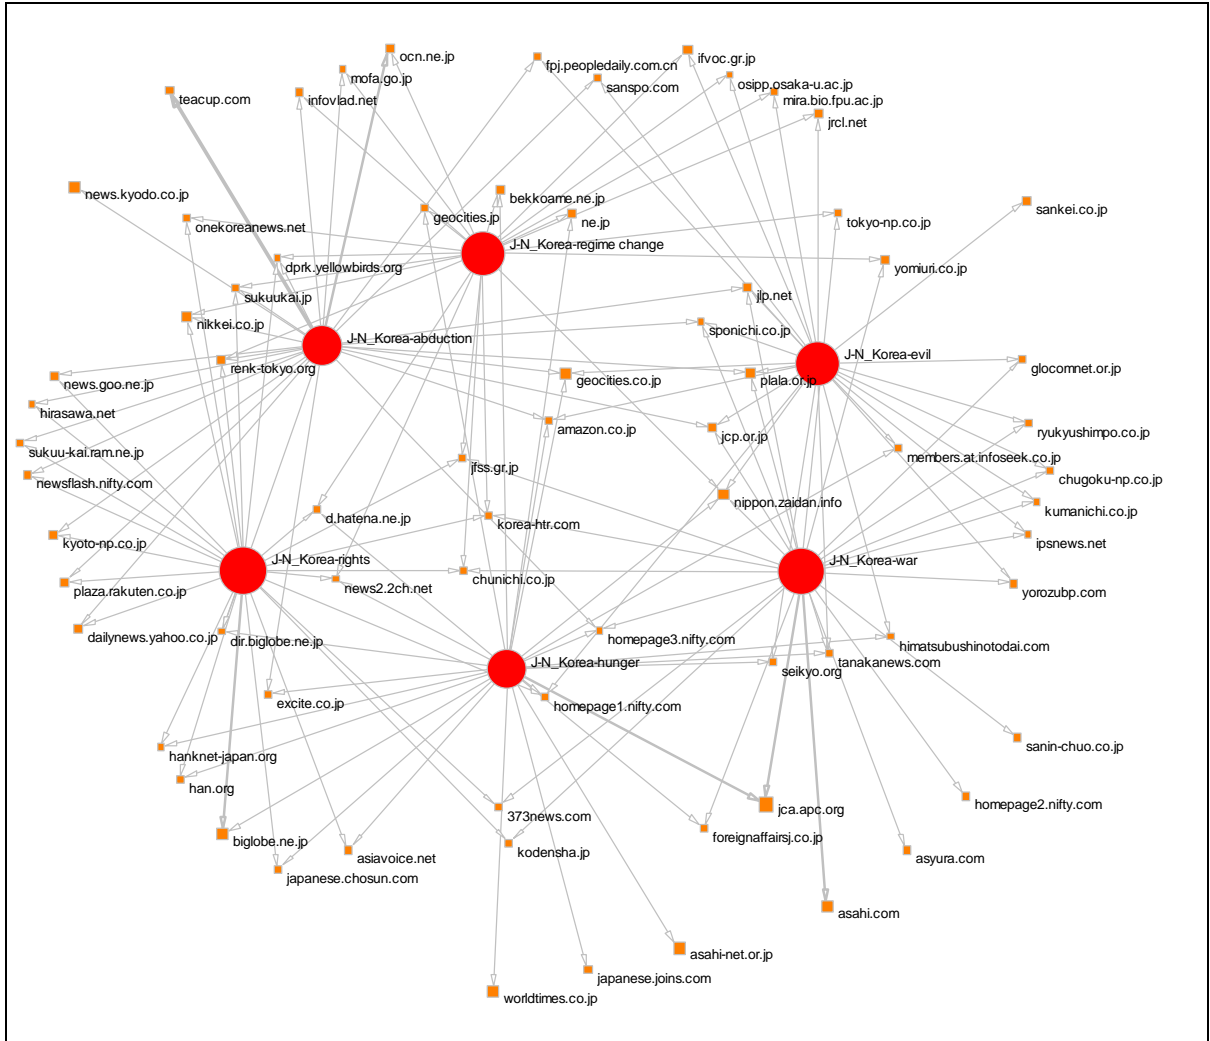 ocn.ne.jp
fpj.peopledaily.com.cn
ifvoc.gr.jp
mofa.go.jp
sanspo.com
osipp.osaka-u.ac.jp
teacup.com
infovlad.net
mira.bio.fpu.ac.jp
jrcl.net
news.kyodo.co.jp
bekkoame.ne.jp
sankei.co.jp
onekoreanews.net
geocities.jp
ne.jp
tokyo-np.co.jp
J-N_Korea-regime change
dprk.yellowbirds.org
yomiuri.co.jp
sukuukai.jp
jlp.net
nikkei.co.jp
sponichi.co.jp
J-N_Korea-abduction
J-N_Korea-evil
renk-tokyo.org
glocomnet.or.jp
news.goo.ne.jp
geocities.co.jp
plala.or.jp
hirasawa.net
amazon.co.jp
jcp.or.jp
ryukyushimpo.co.jp
sukuu-kai.ram.ne.jp
members.at.infoseek.co.jp
jfss.gr.jp
chugoku-np.co.jp
newsflash.nifty.com
nippon.zaidan.info
kumanichi.co.jp
d.hatena.ne.jp
korea-htr.com
kyoto-np.co.jp
ipsnews.net
J-N_Korea-rights
J-N_Korea-war
chunichi.co.jp
plaza.rakuten.co.jp
news2.2ch.net
yorozubp.com
dailynews.yahoo.co.jp
dir.biglobe.ne.jp
homepage3.nifty.com
himatsubushinotodai.com
J-N_Korea-hunger
tanakanews.com
seikyo.org
excite.co.jp
homepage1.nifty.com
sanin-chuo.co.jp
hanknet-japan.org
han.org
homepage2.nifty.com
373news.com
jca.apc.org
biglobe.ne.jp
foreignaffairsj.co.jp
kodensha.jp
asiavoice.net
asyura.com
japanese.chosun.com
asahi.com
asahi-net.or.jp
japanese.joins.com
worldtimes.co.jp